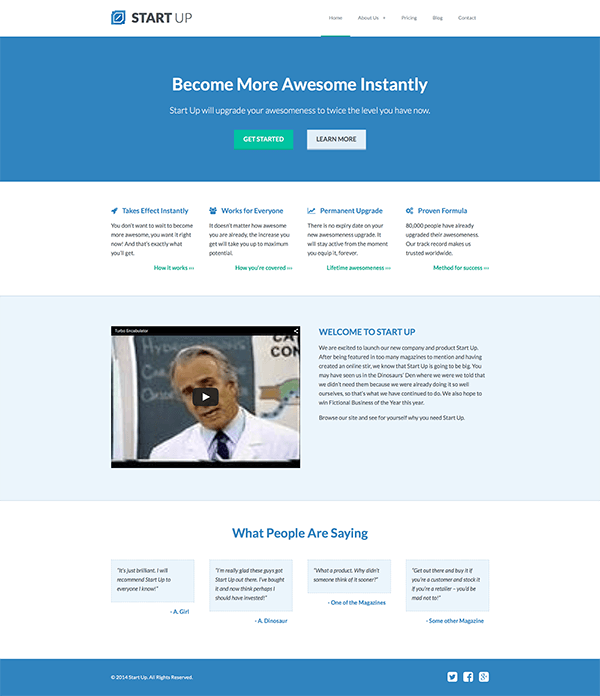 START UP
Home About Us + Pricing Blog Contact
Become More Awesome Instantly
Start Up will upgrade your awesomeness to twice the level you have now.
GET STARTED LEARN MORE
Takes Effect Instantly
You don't want to wait to become
more awesome, you want it right
now! And that's exactly what
you'll get.
How it works >>
Works for Everyone
It doesn't matter how awesome
you are already, the increase you
get will take you up to maximum
potential.
How you're covered >>
Permanent Upgrade
There is no expiry date on your
new awesomeness upgrade. It
will stay active from the moment
you equip it, forever.
Lifetime awesomeness >>
Proven Formula
80,000 people have already
upgraded their awesomeness.
Our track record makes us
trusted worldwide.
Method for success >>
Turbo Encabulator
CON
WELCOME TO START UP
We are excited to launch our new company and product Start Up.
After being featured in too many magazines to mention and having
created an online stir, we know that Start Up is going to be big. You
may have seen us in the Dinosaurs' Den where we were we told that
we didn't need them because we were already doing it so well
ourselves, so that's what we have continued to do. We also hope to
win Fictional Business of the Year this year.
Browse our site and see for yourself why you need Start Up.
What People Are Saying
"It's just brilliant. I will
recommend Start Up to
everyone I know!"
- A. Girl
"I'm really glad these guys got
Start Up out there. I've bought
it and now think perhaps I
should have invested!"
- A. Dinosaur
"What a product. Why didn't
someone think of it sooner?"
- One of the Magazines
"Get out there and buy it if
you're a customer and stock it
if you're a retailer – you'd be
mad not to!"
- Some other Magazine
© 2014 Start Up. All Rights Reserved.